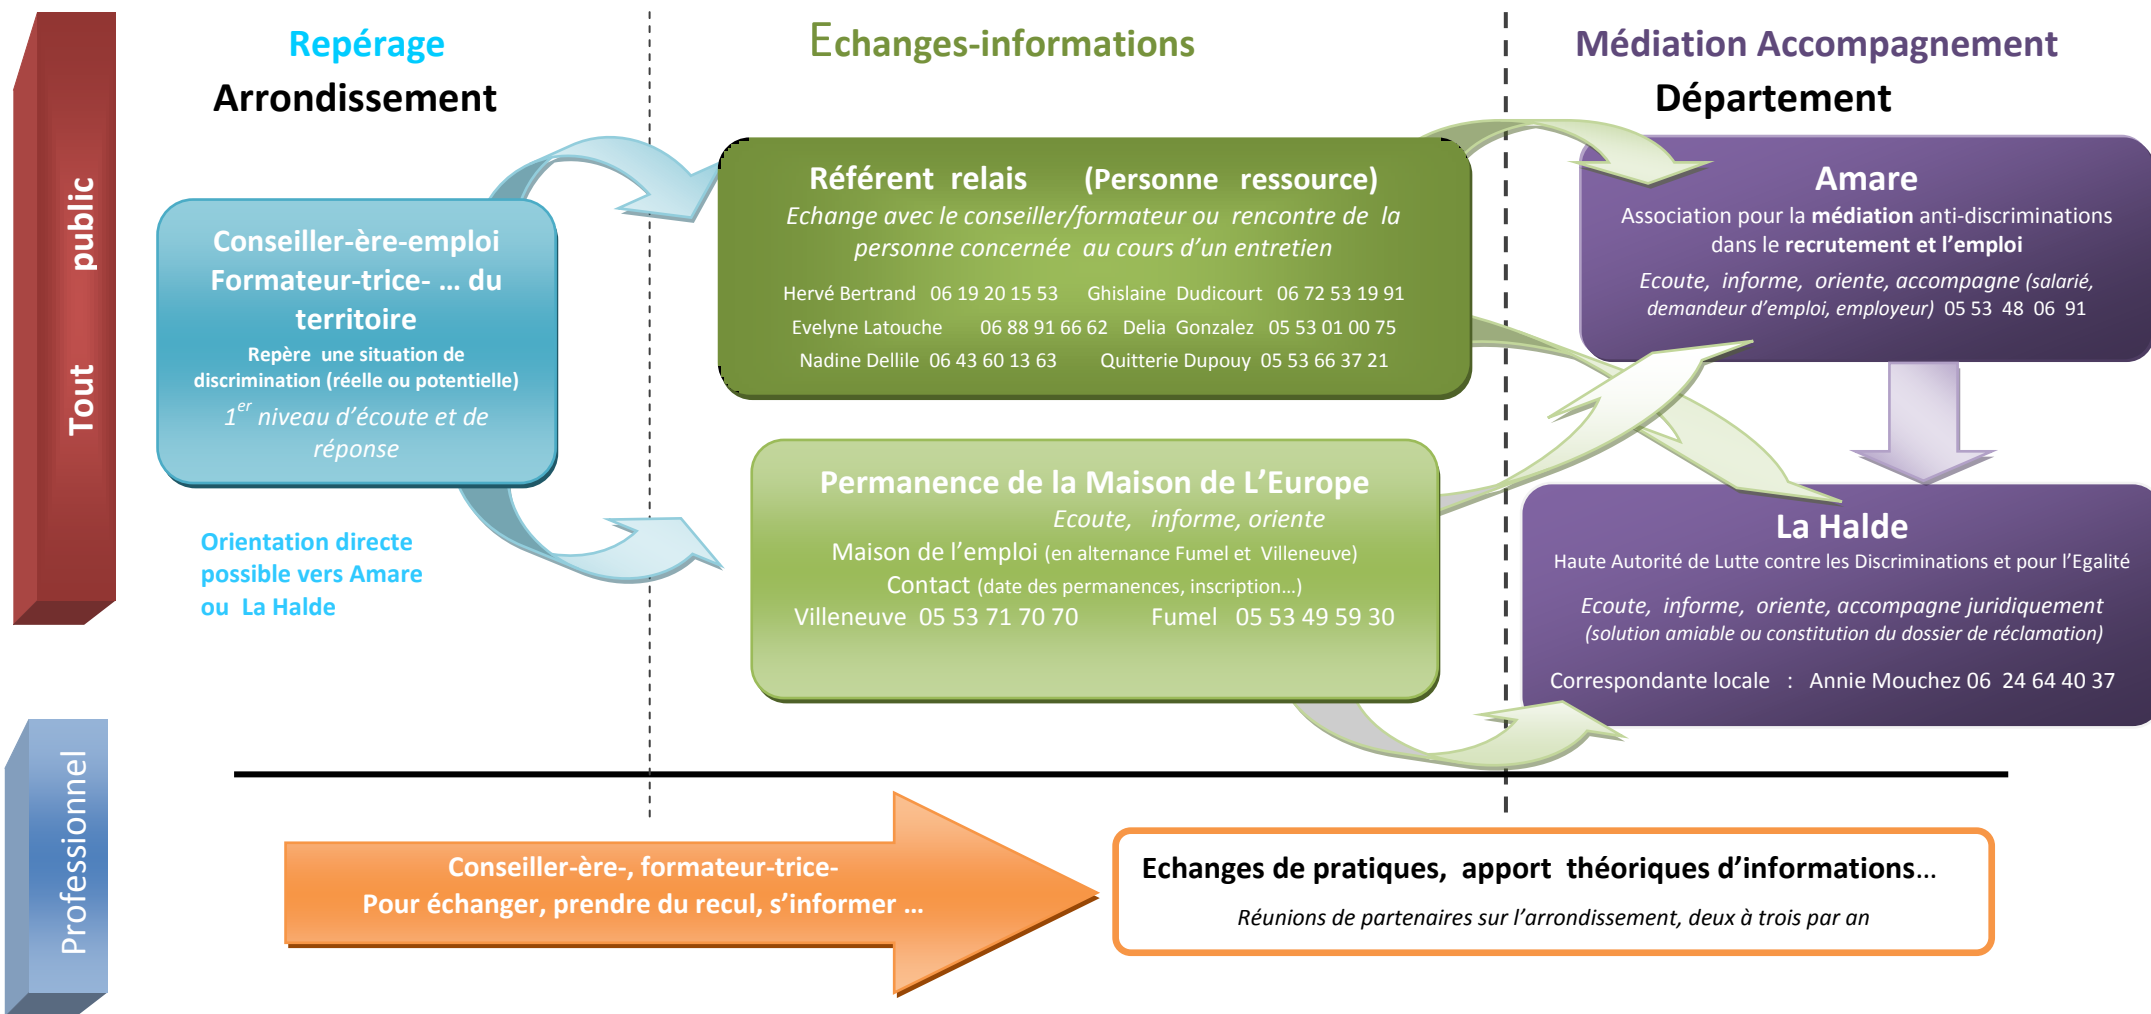 Repérage
Arrondissement
Echanges-informations
Médiation Accompagnement
Département
Tout public
Conseiller-ère-emploi
Formateur-trice- ... du
territoire
Repère une situation de
discrimination (réelle ou potentielle)
1er niveau d'écoute et de
réponse
Orientation directe
possible vers Amare
ou La Halde
Référent relais (Personne ressource)
Echange avec le conseiller/formateur ou rencontre de la
personne concernée au cours d'un entretien
Hervé Bertrand 06 19 20 15 53 Ghislaine Dudicourt 06 72 53 19 91
Evelyne Latouche 06 88 91 66 62 Delia Gonzalez 05 53 01 00 75
Nadine Dellile 06 43 60 13 63 Quitterie Dupouy 05 53 66 37 21
Permanence de la Maison de L'Europe
Ecoute, informe, oriente
Maison de l'emploi (en alternance Fumel et Villeneuve)
Contact (date des permanences, inscription...)
Villeneuve 05 53 71 70 70 Fumel 05 53 49 59 30
Amare
Association pour la médiation anti-discriminations
dans le recrutement et l'emploi
Ecoute, informe, oriente, accompagne (salarié,
demandeur d'emploi, employeur) 05 53 48 06 91
La Halde
Haute Autorité de Lutte contre les Discriminations et pour l'Egalité
Ecoute, informe, oriente, accompagne juridiquement
(solution amiable ou constitution du dossier de réclamation)
Correspondante locale : Annie Mouchez 06 24 64 40 37
Professionnel
Conseiller-ère-, formateur-trice-
Pour échanger, prendre du recul, s'informer ...
Echanges de pratiques, apport théoriques d'informations...
Réunions de partenaires sur l'arrondissement, deux à trois par an